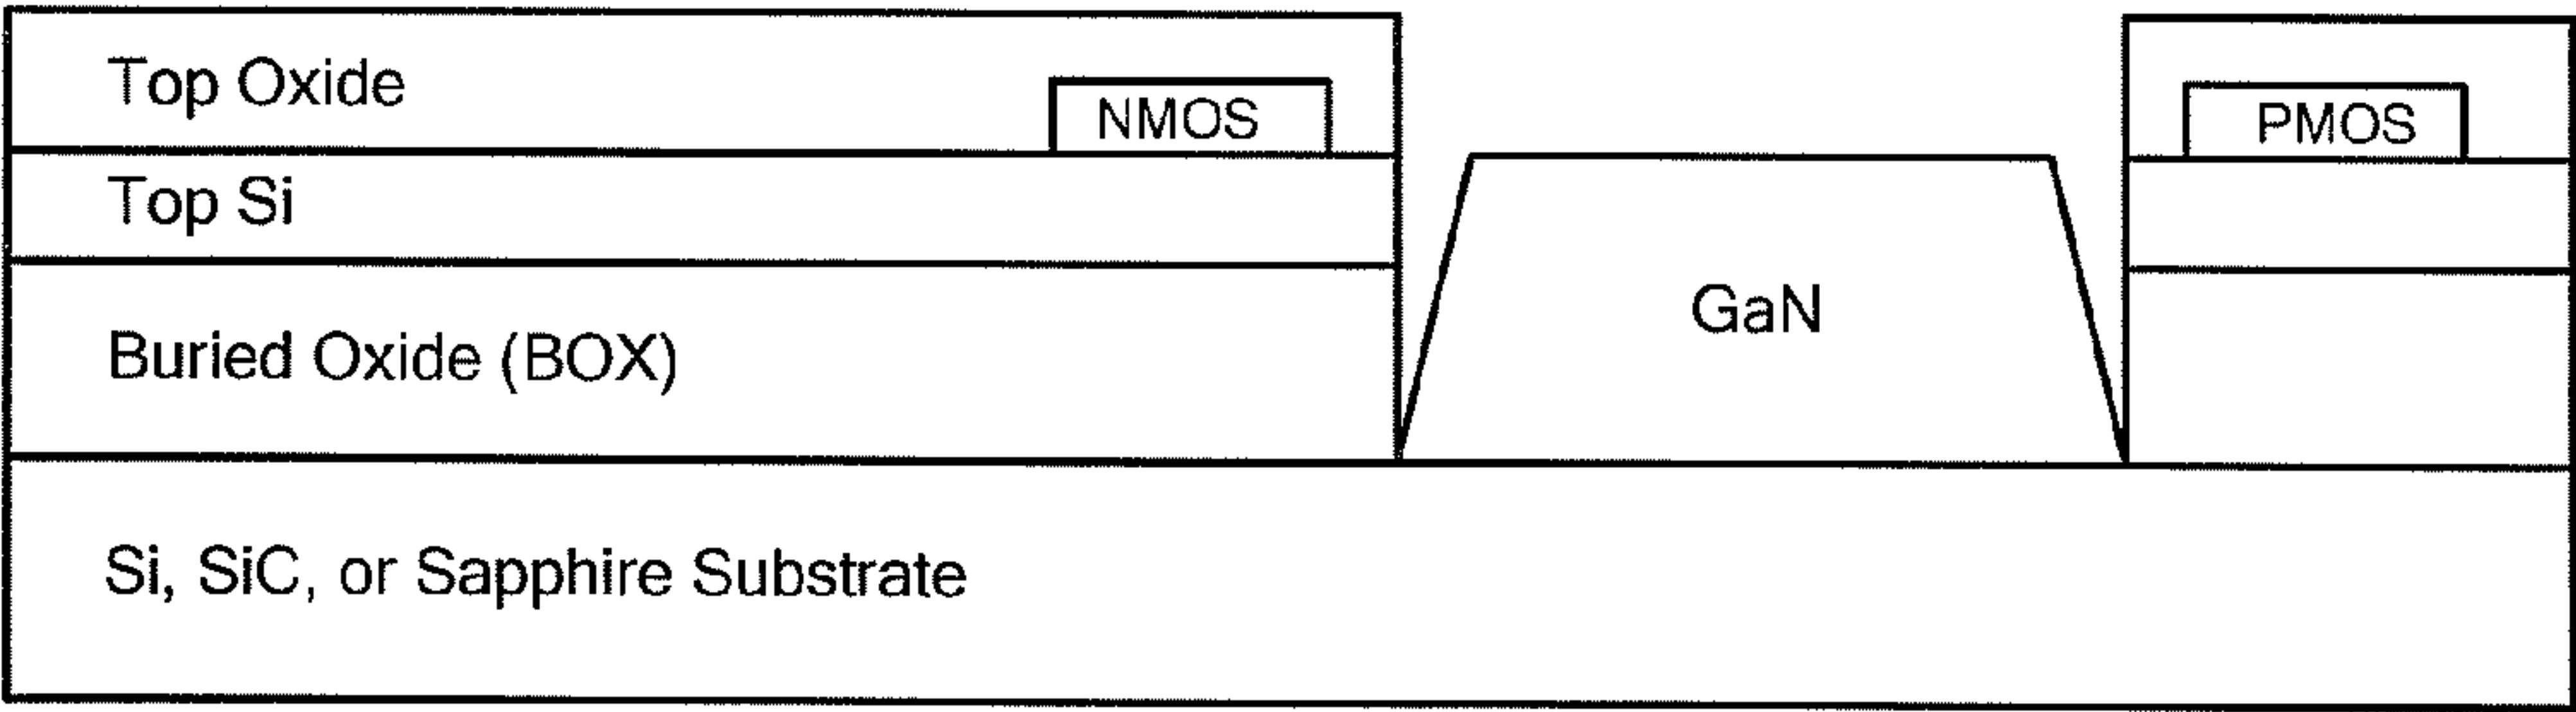 Top Oxide
NMOS
PMOS
Top Si
GaN
Buried Oxide (BOX)
Si, SiC, or Sapphire Substrate